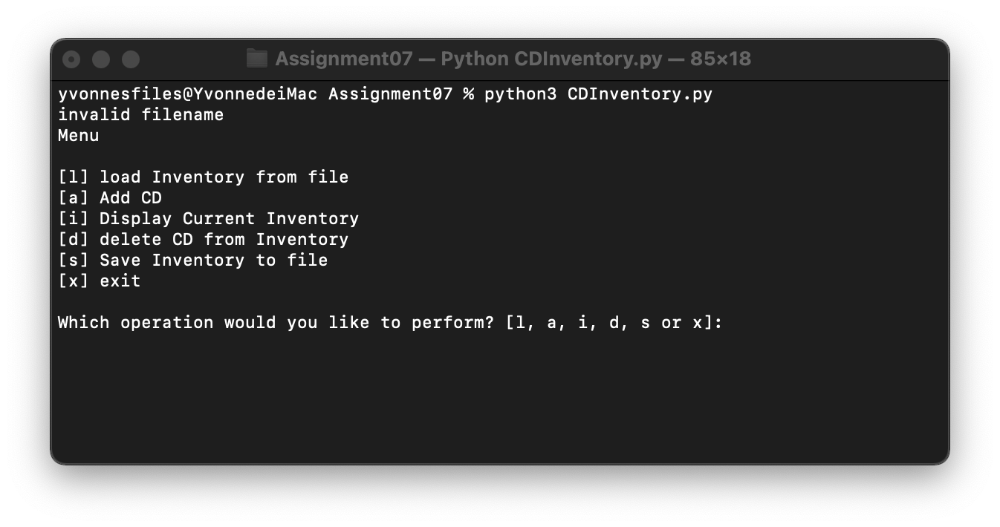 Assignment07 — Python CDInventory.py — 85×18
yvonnesfiles@YvonnedeiMac Assignment07 % python3 CDInventory.py
invalid filename
Menu
[l] load Inventory from file
[a] Add CD
[i] Display Current Inventory
[d] delete CD from Inventory
[s] Save Inventory to file
[x] exit
Which operation would you like to perform? [l, a, i, d, s or x]: